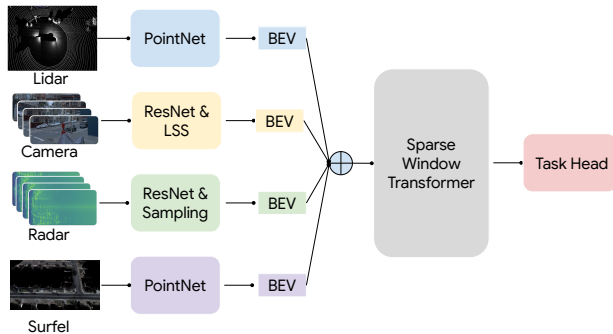 PointNet
BEV
Lidar
ResNet &
LSS
BEV
Camera
Sparse
Window
Transformer
Task Head
ResNet &
Sampling
BEV
Radar
PointNet
BEV
Surfel